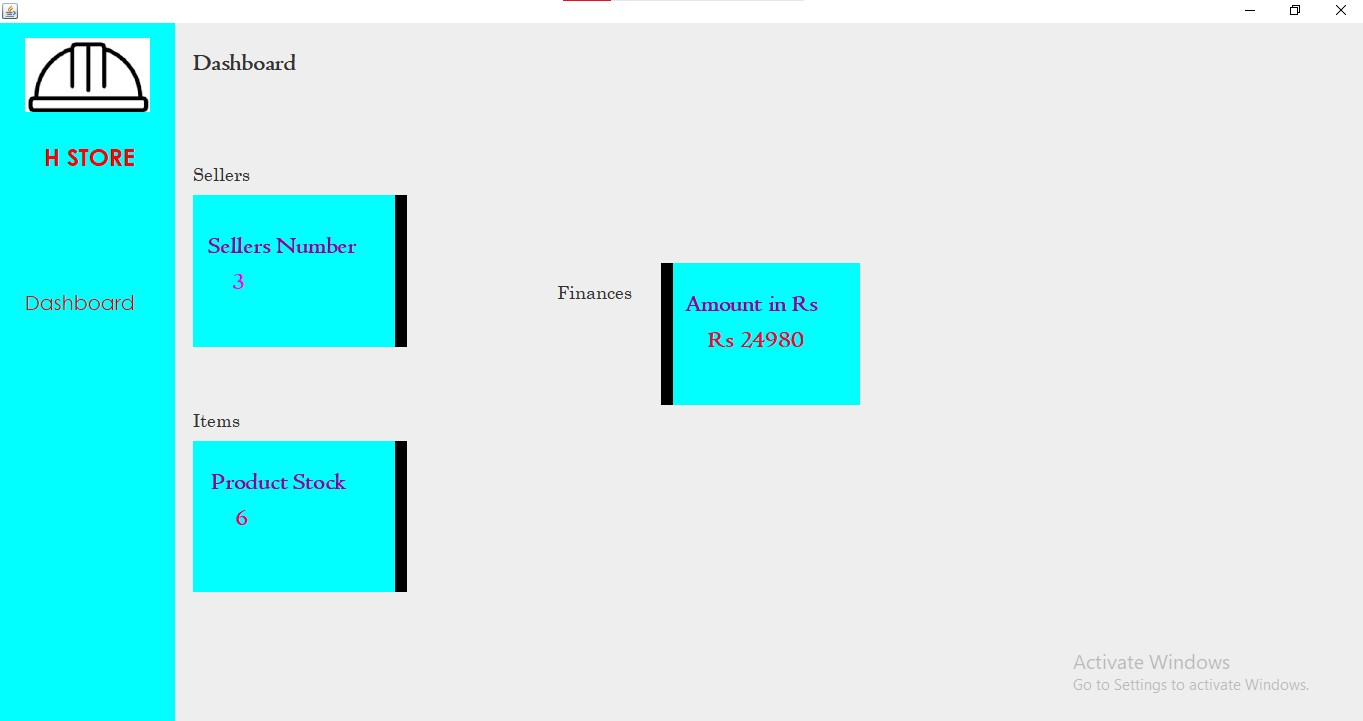 Dashboard
H STORE
Sellers
Sellers Number
3
Dashboard
Finances
Amount in Rs
Rs 24980
Items
Product Stock
6
Activate Windows
Go to Settings to activate Windows.